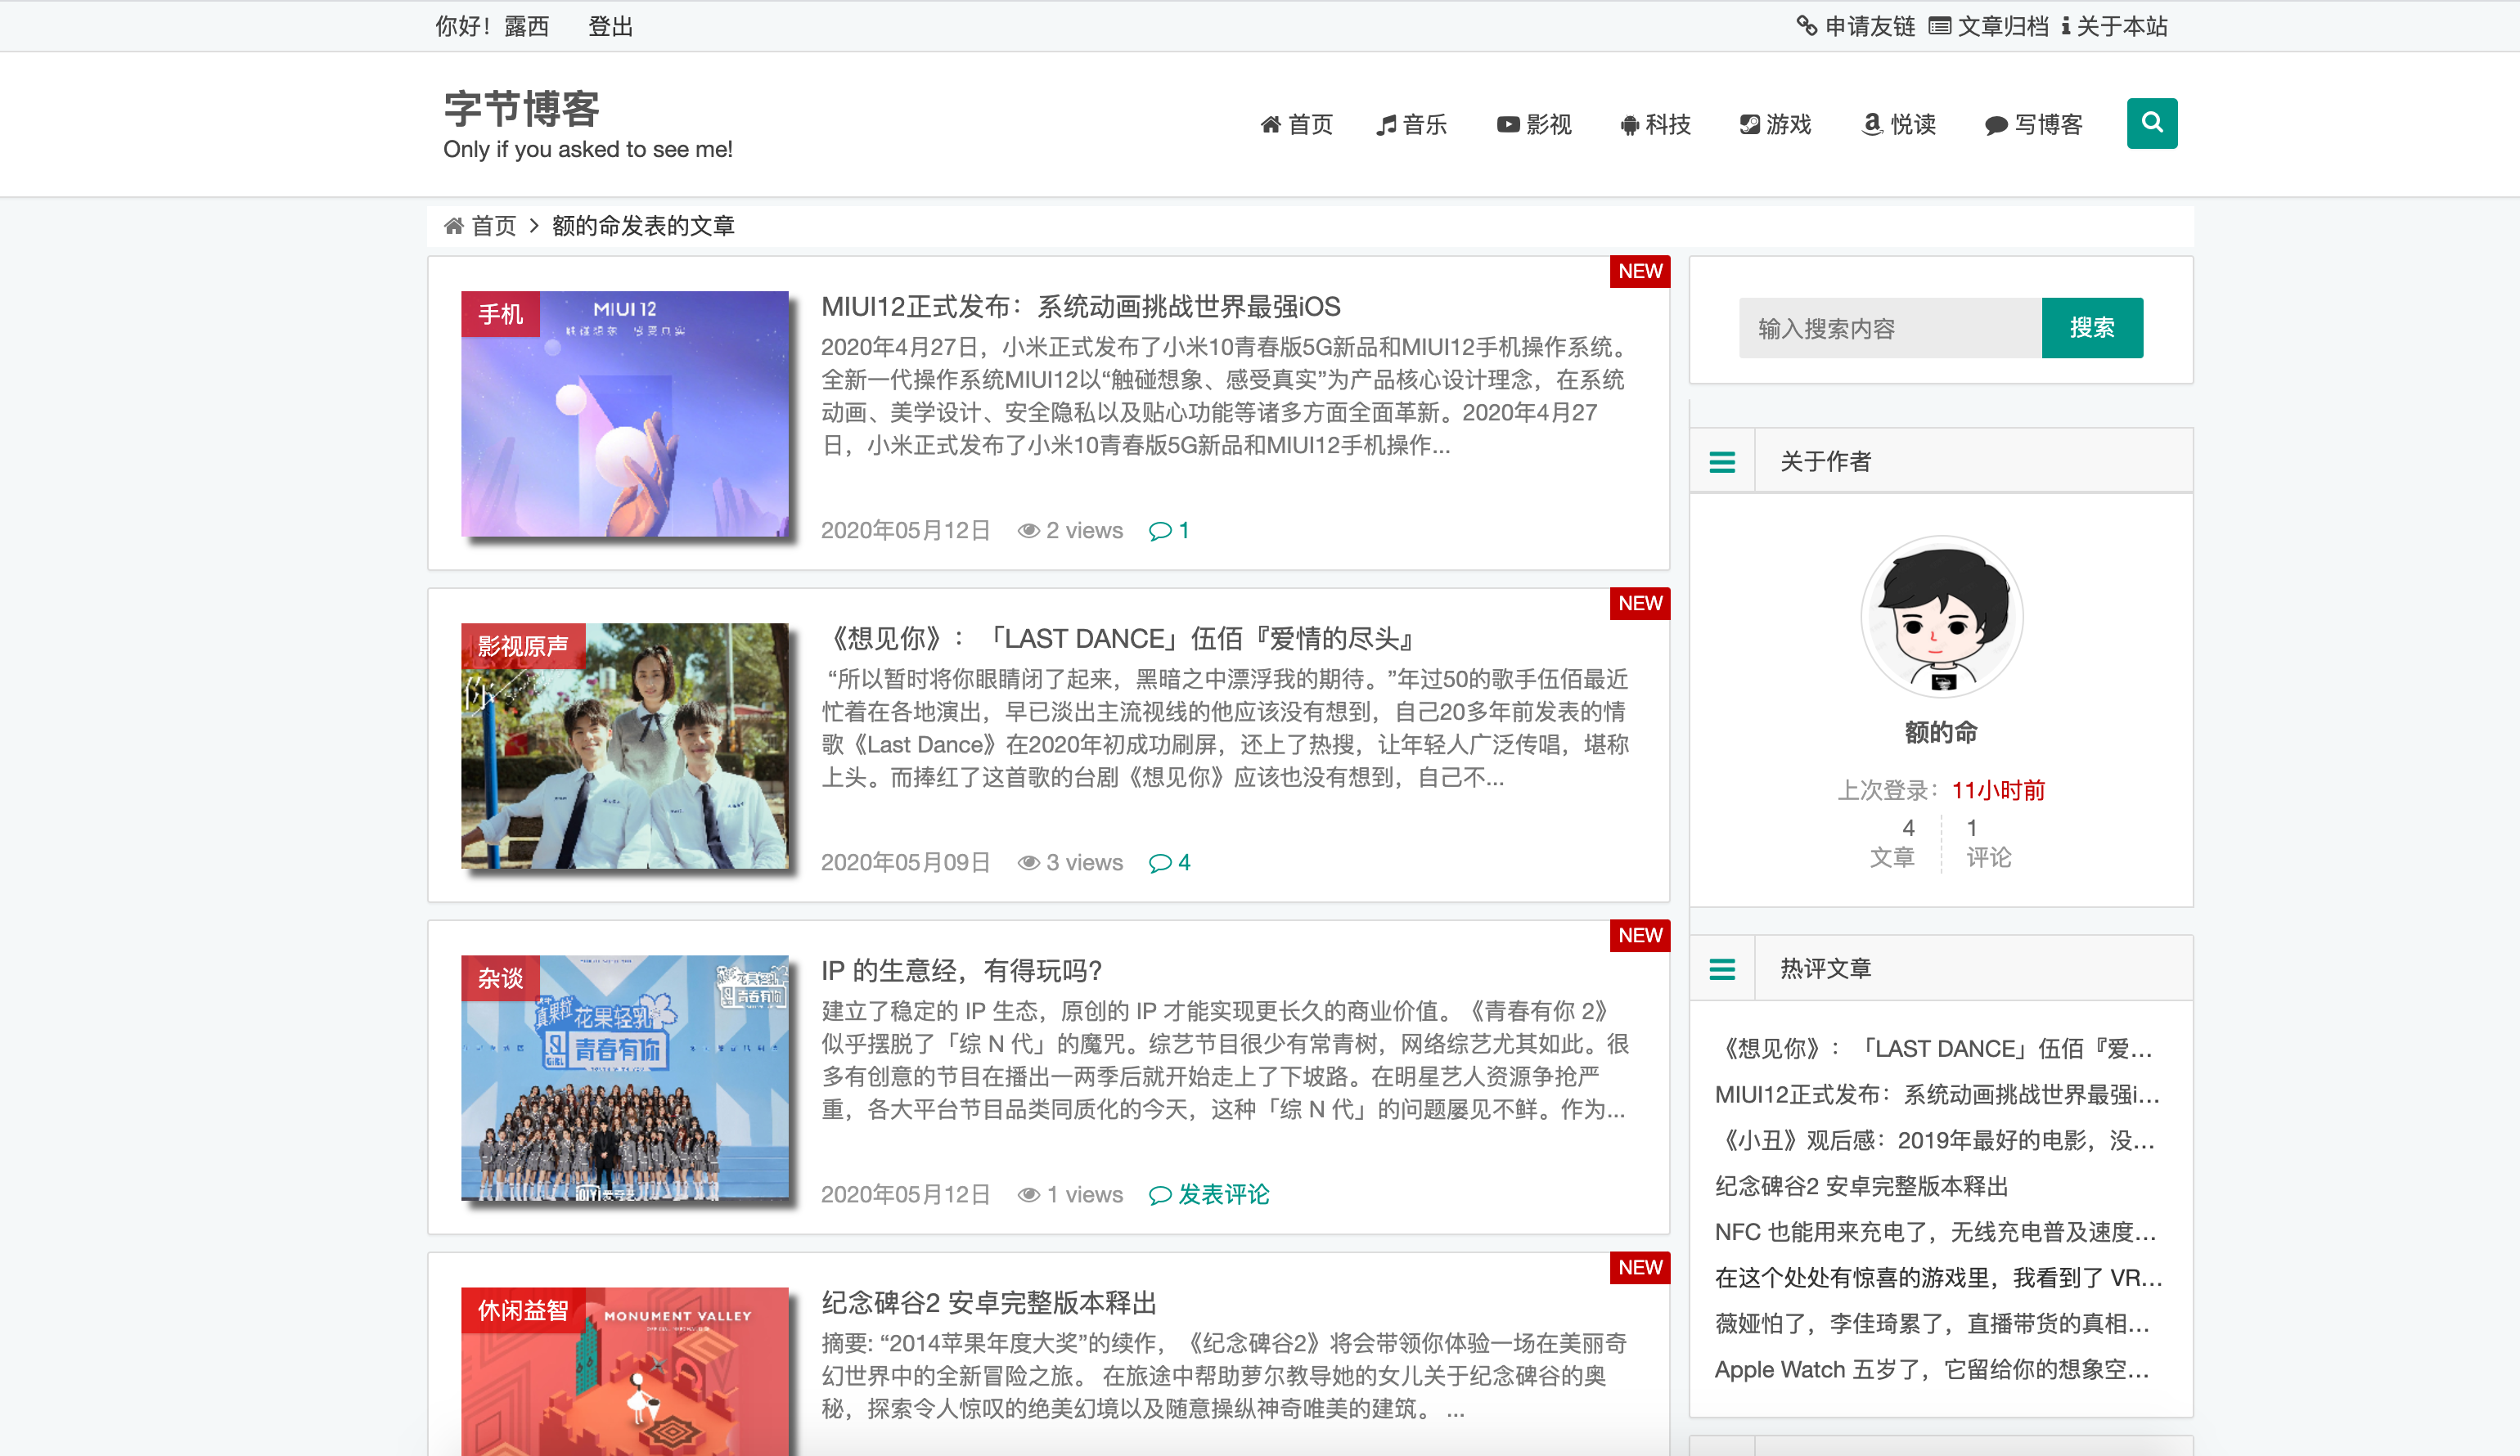 你好！露西 登出
申请友链 文章归档 关于本站
字节博客
Only if you asked to see me!
首页 音乐 影视 科技 游戏 悦读 写博客
首页 > 额的命发表的文章
NEW
手机
MIUI 12
MIUI12正式发布：系统动画挑战世界最强iOS
2020年4月27日，小米正式发布了小米10青春版5G新品和MIUI12手机操作系统。
全新一代操作系统MIUI12以“触碰想象、感受真实”为产品核心设计理念，在系统
动画、美学设计、安全隐私以及贴心功能等诸多方面全面革新。2020年4月27
日，小米正式发布了小米10青春版5G新品和MIUI12手机操作...
2020年05月12日 2 views 1
NEW
影视原声
《想见你》：「LAST DANCE」伍佰『爱情的尽头』
“所以暂时将你眼睛闭了起来，黑暗之中漂浮我的期待。”年过50的歌手伍佰最近
忙着在各地演出，早已淡出主流视线的他应该没有想到，自己20多年前发表的情
歌《Last Dance》在2020年初成功刷屏，还上了热搜，让年轻人广泛传唱，堪称
上头。而捧红了这首歌的台剧《想见你》应该也没有想到，自己不...
2020年05月09日 3 views 4
NEW
杂谈
真果粒 花果轻乳
青春有你
IP 的生意经，有得玩吗？
建立了稳定的 IP 生态，原创的 IP 才能实现更长久的商业价值。《青春有你 2》
似乎摆脱了「综 N 代」的魔咒。综艺节目很少有常青树，网络综艺尤其如此。很
多有创意的节目在播出一两季后就开始走上了下坡路。在明星艺人资源争抢严
重，各大平台节目品类同质化的今天，这种「综 N 代」的问题屡见不鲜。作为...
2020年05月12日 1 views 发表评论
NEW
休闲益智
MONUMENT VALLEY
纪念碑谷2 安卓完整版本释出
摘要: “2014苹果年度大奖”的续作，《纪念碑谷2》将会带领你体验一场在美丽奇
幻世界中的全新冒险之旅。 在旅途中帮助萝尔教导她的女儿关于纪念碑谷的奥
秘，探索令人惊叹的绝美幻境以及随意操纵神奇唯美的建筑。 ...
输入搜索内容 搜索
关于作者
额的命
上次登录：11小时前
4 1
文章 评论
热评文章
《想见你》：「LAST DANCE」伍佰『爱...
MIUI12正式发布：系统动画挑战世界最强i...
《小丑》观后感：2019年最好的电影，没...
纪念碑谷2 安卓完整版本释出
NFC 也能用来充电了，无线充电普及速度...
在这个处处有惊喜的游戏里，我看到了 VR...
薇娅怕了，李佳琦累了，直播带货的真相...
Apple Watch 五岁了，它留给你的想象空...